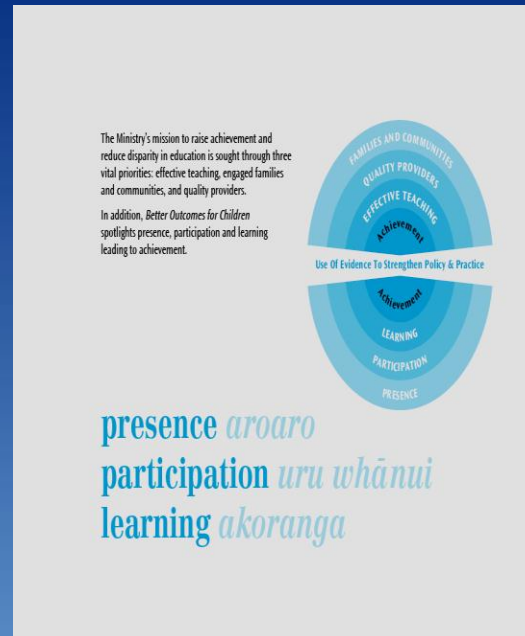 The Ministry's mission to raise achievement and
reduce disparity in education is sought through three
vital priorities: effective teaching, engaged families
and communities, and quality providers.
In addition, Better Outcomes for Children
spotlights presence, participation and learning
leading to achievement.
FAMILIES AND COMMUNITIES
QUALITY PROVIDERS
EFFECTIVE TEACHING
Achievement
Use Of Evidence To Strengthen Policy & Practice
Achievement
LEARNING
PARTICIPATION
PRESENCE
presence aroaro
participation uru whānui
learning akoranga